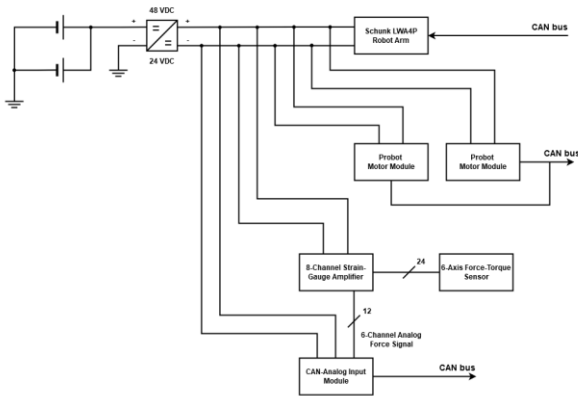 48 VDC
+
+
-
-
24 VDC
Schunk LWA4P
Robot Arm
CAN bus
Probot
Motor Module
Probot
Motor Module
CAN bus
8-Channel Strain-
Gauge Amplifier
24
6-Axis Force-Torque
Sensor
12
6-Channel Analog
Force Signal
CAN-Analog Input
Module
CAN bus